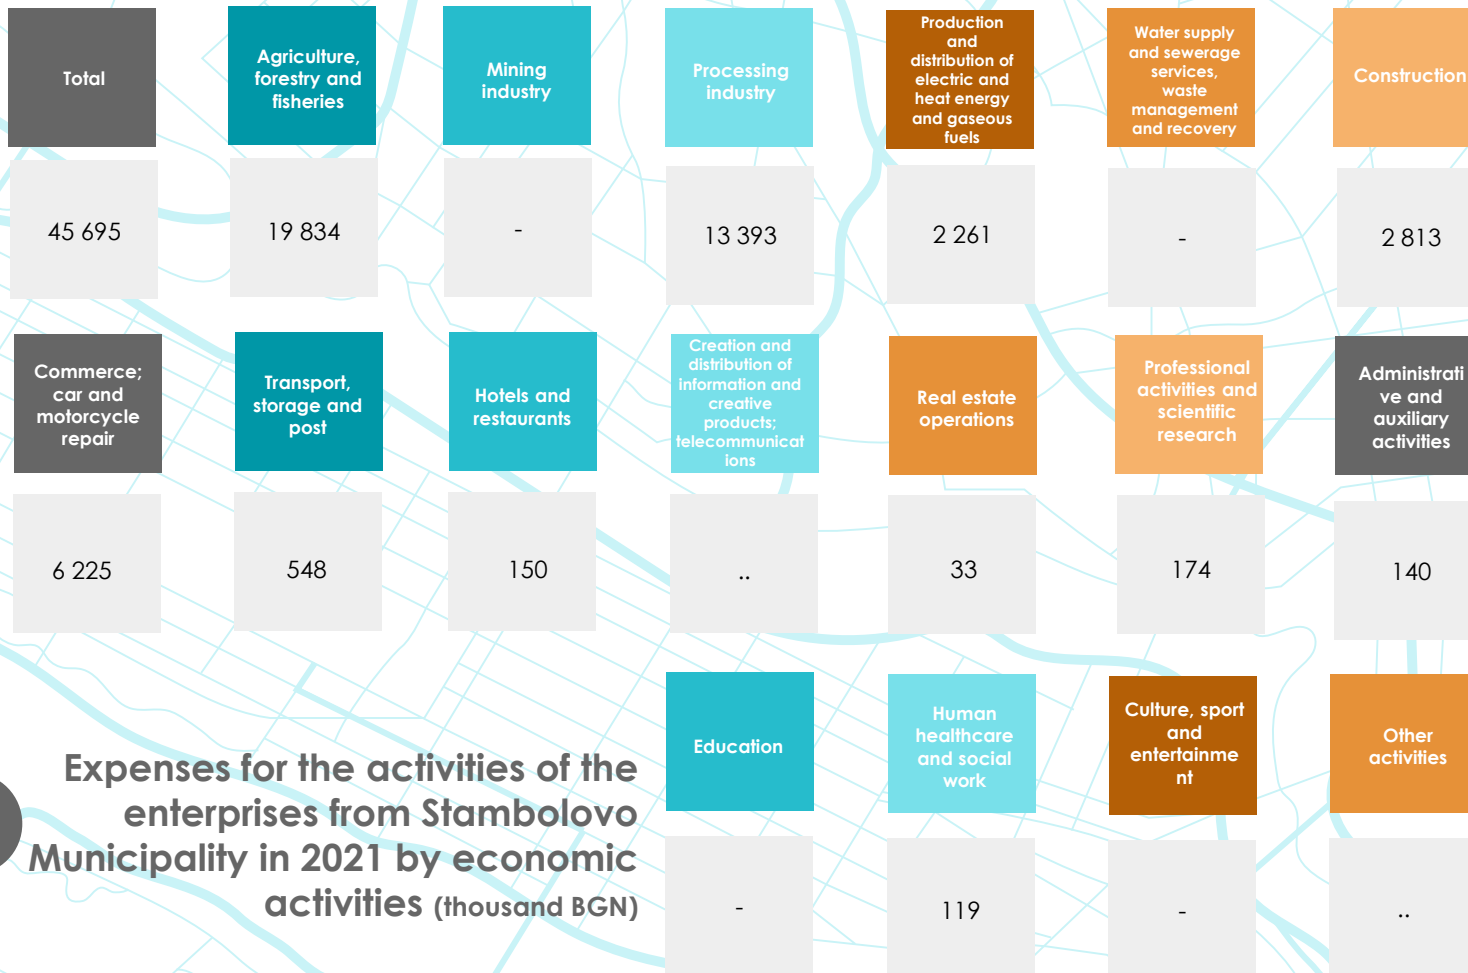 Total
Agriculture,
forestry and
fisheries
Mining
industry
Processing
industry
Production
and
distribution of
electric and
heat energy
and gaseous
fuels
Water supply
and sewerage
services,
waste
management
and recovery
Construction
45 695
19 834
-
13 393
2 261
-
2 813
Commerce;
car and
motorcycle
repair
Transport,
storage and
post
Hotels and
restaurants
Creation and
distribution of
information and
creative
products;
telecommunicat
ions
Real estate
operations
Professional
activities and
scientific
research
Administrati
ve and
auxiliary
activities
6 225
548
150
..
33
174
140
Education
Human
healthcare
and social
work
Culture, sport
and
entertainme
nt
Other
activities
-
119
-
..
Expenses for the activities of the
enterprises from Stambolovo
Municipality in 2021 by economic
activities (thousand BGN)